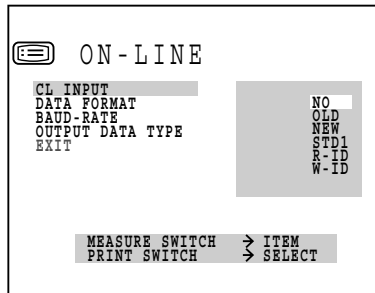 ON-LINE
CL INPUT
DATA FORMAT
BAUD-RATE
OUTPUT DATA TYPE
EXIT
NO
OLD
NEW
STD1
R-ID
W-ID
MEASURE SWITCH → ITEM
PRINT SWITCH → SELECT